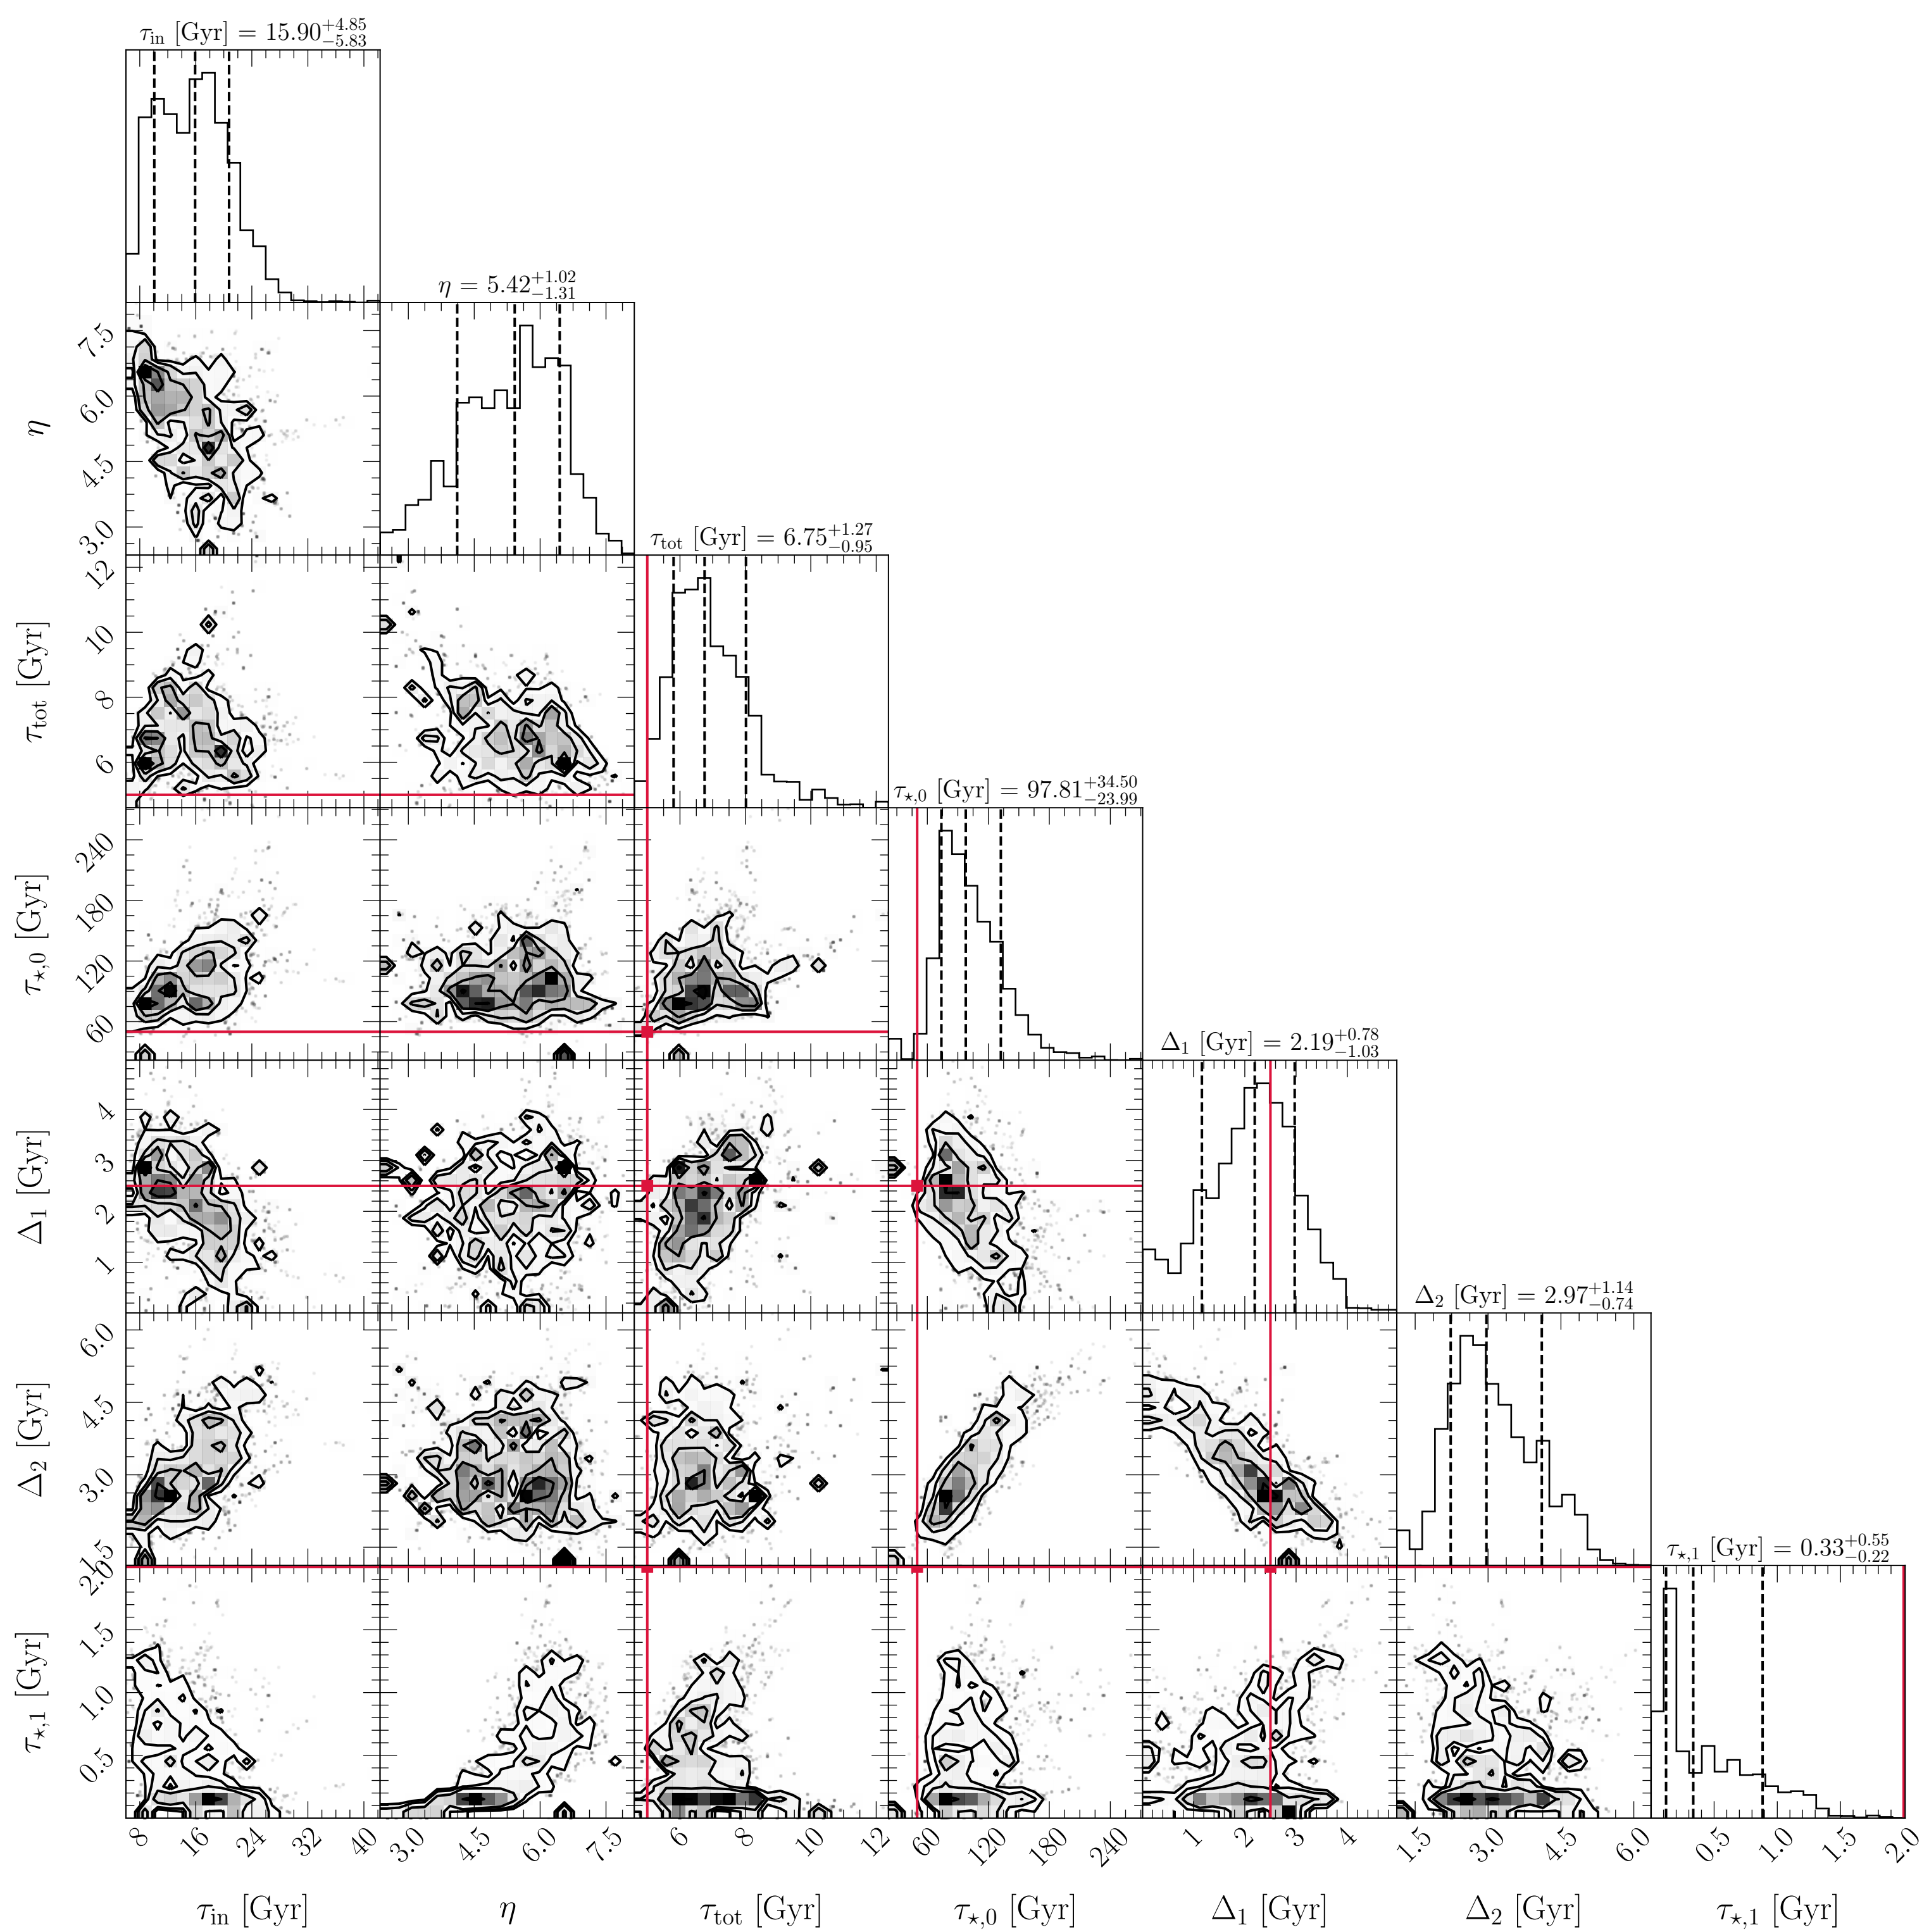 τ_in [Gyr] = 15.90^{+4.85}_{−5.83}
η = 5.42^{+1.02}_{−1.31}
7.5
6.0
4.5
3.0
η
τ_tot [Gyr] = 6.75^{+1.27}_{−0.95}
12
10
8
6
τ_tot [Gyr]
τ_⋆,0 [Gyr] = 97.81^{+34.50}_{−23.99}
240
180
120
60
τ_⋆,0 [Gyr]
Δ_1 [Gyr] = 2.19^{+0.78}_{−1.03}
4
3
2
1
Δ_1 [Gyr]
Δ_2 [Gyr] = 2.97^{+1.14}_{−0.74}
6.0
4.5
3.0
1.5
Δ_2 [Gyr]
τ_⋆,1 [Gyr] = 0.33^{+0.55}_{−0.22}
2.0
1.5
1.0
0.5
τ_⋆,1 [Gyr]
8 16 24 32 40 3.0 4.5 6.0 7.5 6 8 10 12 60 120 180 240 1 2 3 4 1.5 3.0 4.5 6.0 0.5 1.0 1.5 2.0
τ_in [Gyr] η τ_tot [Gyr] τ_⋆,0 [Gyr] Δ_1 [Gyr] Δ_2 [Gyr] τ_⋆,1 [Gyr]